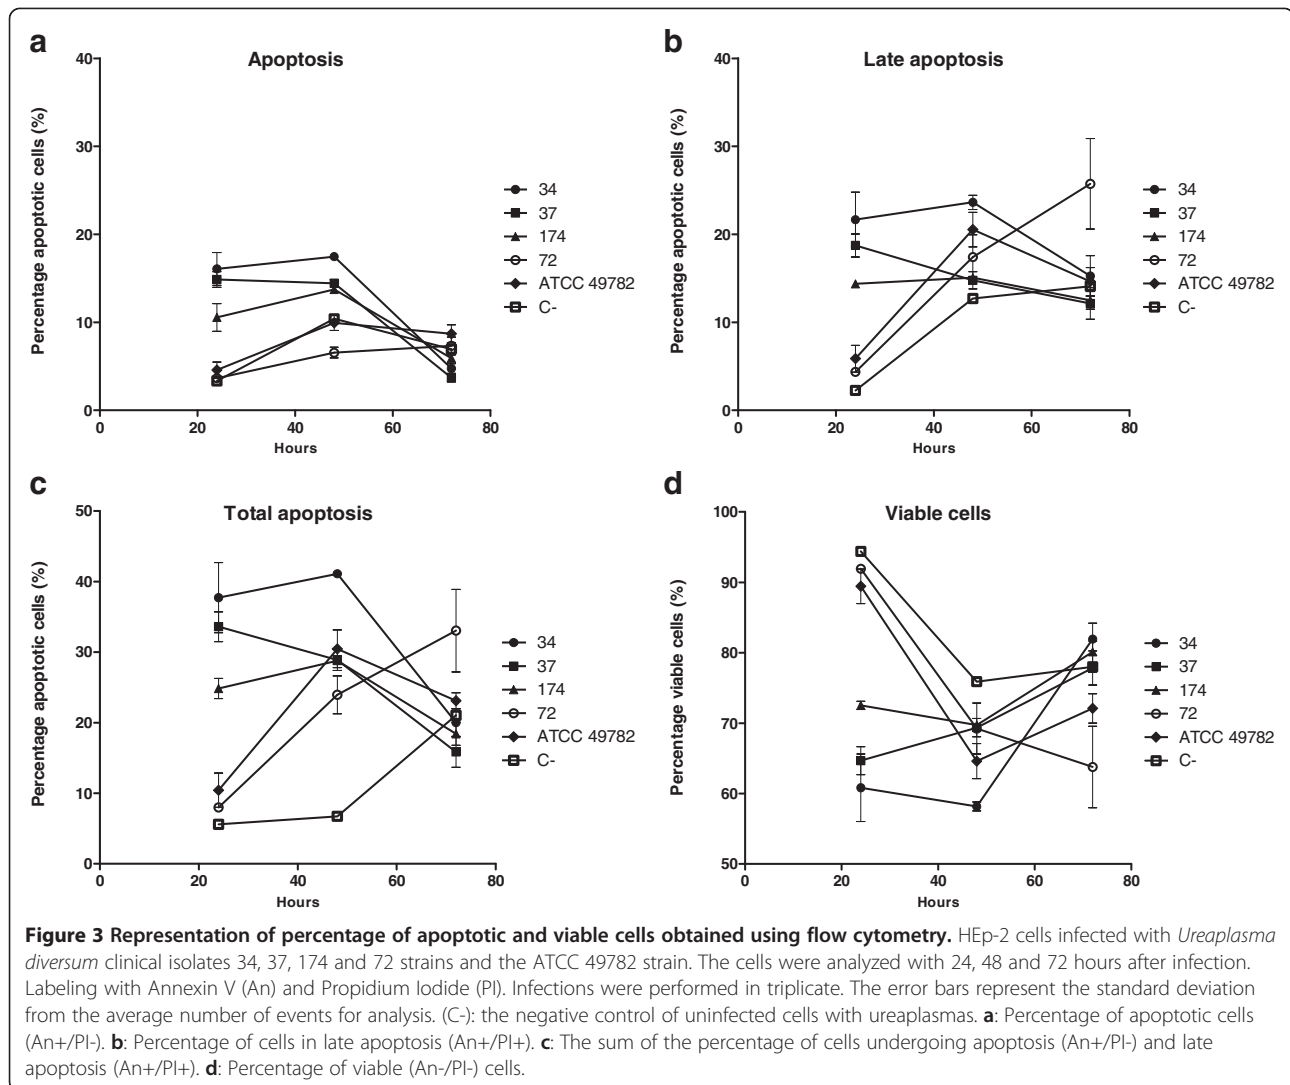 a
Apoptosis
Percentage apoptotic cells (%)
40
30
20
10
0
0 20 40 60 80
Hours
34
37
174
72
ATCC 49782
C-
b
Late apoptosis
Percentage apoptotic cells (%)
40
30
20
10
0
0 20 40 60 80
Hours
34
37
174
72
ATCC 49782
C-
c
Total apoptosis
Percentage apoptotic cells (%)
50
40
30
20
10
0
0 20 40 60 80
Hours
34
37
174
72
ATCC 49782
C-
d
Viable cells
Percentage viable cells (%)
100
90
80
70
60
50
0 20 40 60 80
Hours
34
37
174
72
ATCC 49782
C-
Figure 3 Representation of percentage of apoptotic and viable cells obtained using flow cytometry. HEp-2 cells infected with Ureaplasma
diversum clinical isolates 34, 37, 174 and 72 strains and the ATCC 49782 strain. The cells were analyzed with 24, 48 and 72 hours after infection.
Labeling with Annexin V (An) and Propidium Iodide (PI). Infections were performed in triplicate. The error bars represent the standard deviation
from the average number of events for analysis. (C-): the negative control of uninfected cells with ureaplasmas. a: Percentage of apoptotic cells
(An+/PI-). b: Percentage of cells in late apoptosis (An+/PI+). c: The sum of the percentage of cells undergoing apoptosis (An+/PI-) and late
apoptosis (An+/PI+). d: Percentage of viable (An-/PI-) cells.